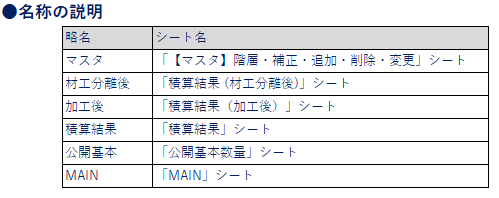 ●名称の説明
略名 シート名
マスタ 「【マスタ】階層・補正・追加・削除・変更」シート
材工分離後 「積算結果 (材工分離後)」シート
加工後 「積算結果（加工後）」シート
積算結果 「積算結果」シート
公開基本 「公開基本数量」シート
MAIN 「MAIN」シート